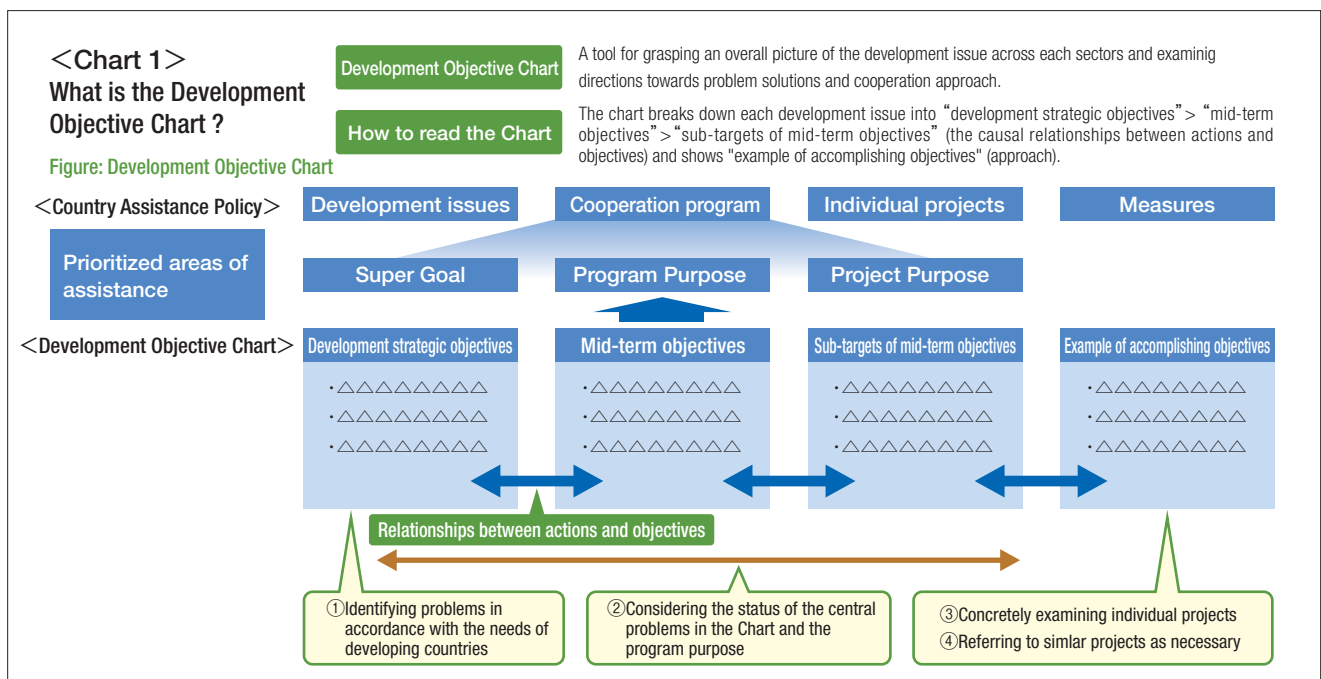 ＜Chart 1＞
What is the Development
Objective Chart ?
Figure: Development Objective Chart
Development Objective Chart
A tool for grasping an overall picture of the development issue across each sectors and examinig
directions towards problem solutions and cooperation approach.
How to read the Chart
The chart breaks down each development issue into “development strategic objectives”＞ “mid-term
objectives”＞“sub-targets of mid-term objectives” (the causal relationships between actions and
objectives) and shows "example of accomplishing objectives" (approach).
＜Country Assistance Policy＞
Development issues
Cooperation program
Individual projects
Measures
Prioritized areas of
assistance
Super Goal
Program Purpose
Project Purpose
＜Development Objective Chart＞
Development strategic objectives
Mid-term objectives
Sub-targets of mid-term objectives
Example of accomplishing objectives
・△△△△△△△△
・△△△△△△△△
・△△△△△△△△
・△△△△△△△△
・△△△△△△△△
・△△△△△△△△
・△△△△△△△△
・△△△△△△△△
・△△△△△△△△
・△△△△△△△△
・△△△△△△△△
・△△△△△△△△
Relationships between actions and objectives
①Identifying problems in
accordance with the needs of
developing countries
②Considering the status of the central
problems in the Chart and the
program purpose
③Concretely examining individual projects
④Referring to similar projects as necessary